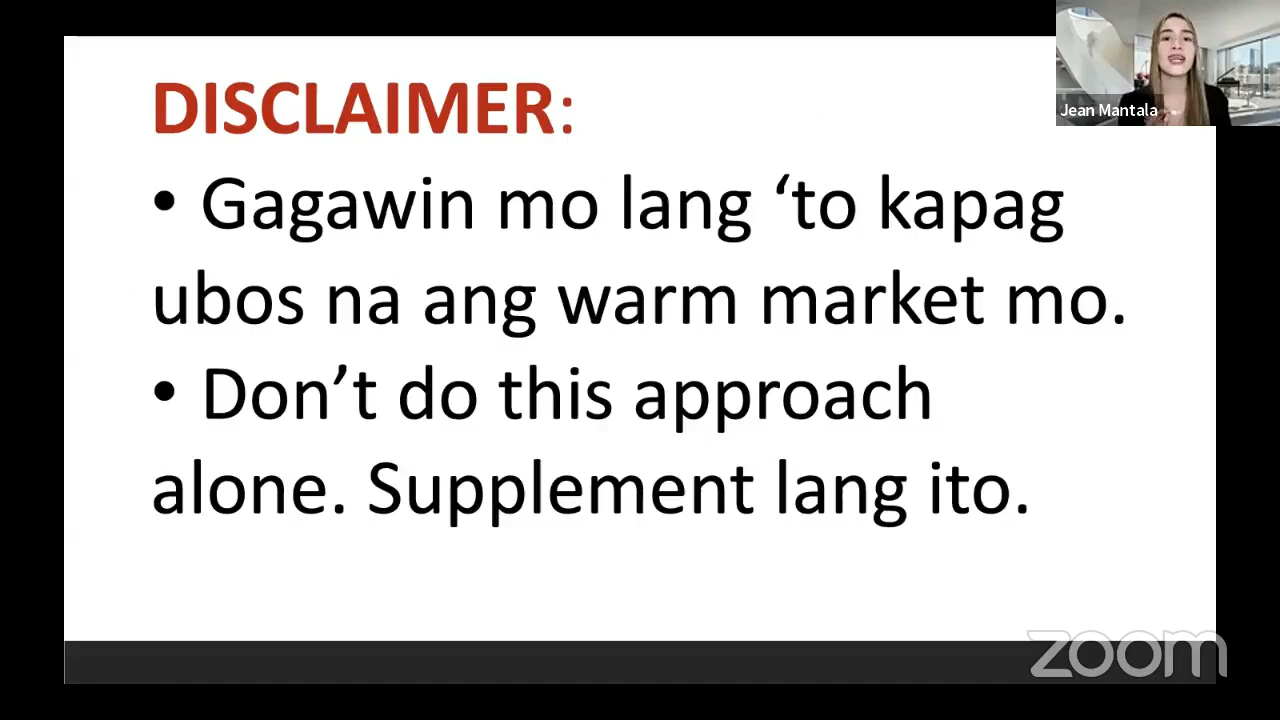 Jean Mantala
DISCLAIMER:
• Gagawin mo lang ‘to kapag
ubos na ang warm market mo.
• Don’t do this approach
alone. Supplement lang ito.
zoom